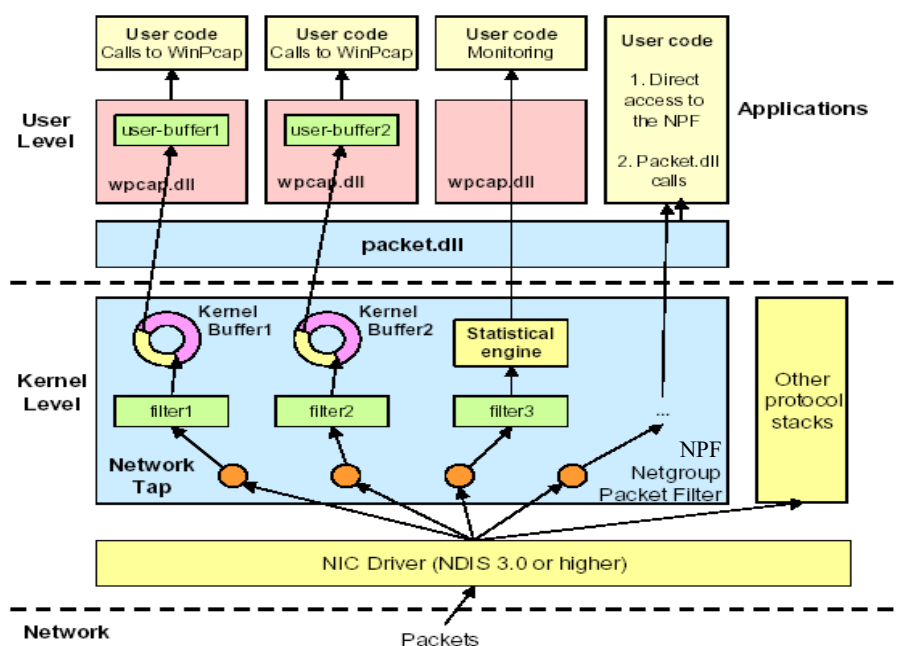 User code
Calls to WinPcap
User code
Calls to WinPcap
User code
Monitoring
User code
1. Direct
access to
the NPF
2. Packet.dll
calls
Applications
User
Level
user-buffer1
wpcap.dll
user-buffer2
wpcap.dll
wpcap.dll
packet.dll
Kernel
Level
Kernel
Buffer1
Kernel
Buffer2
Statistical
engine
filter1
filter2
filter3
...
Network
Tap
NPF
Netgroup
Packet Filter
Other
protocol
stacks
NIC Driver (NDIS 3.0 or higher)
Network
Packets